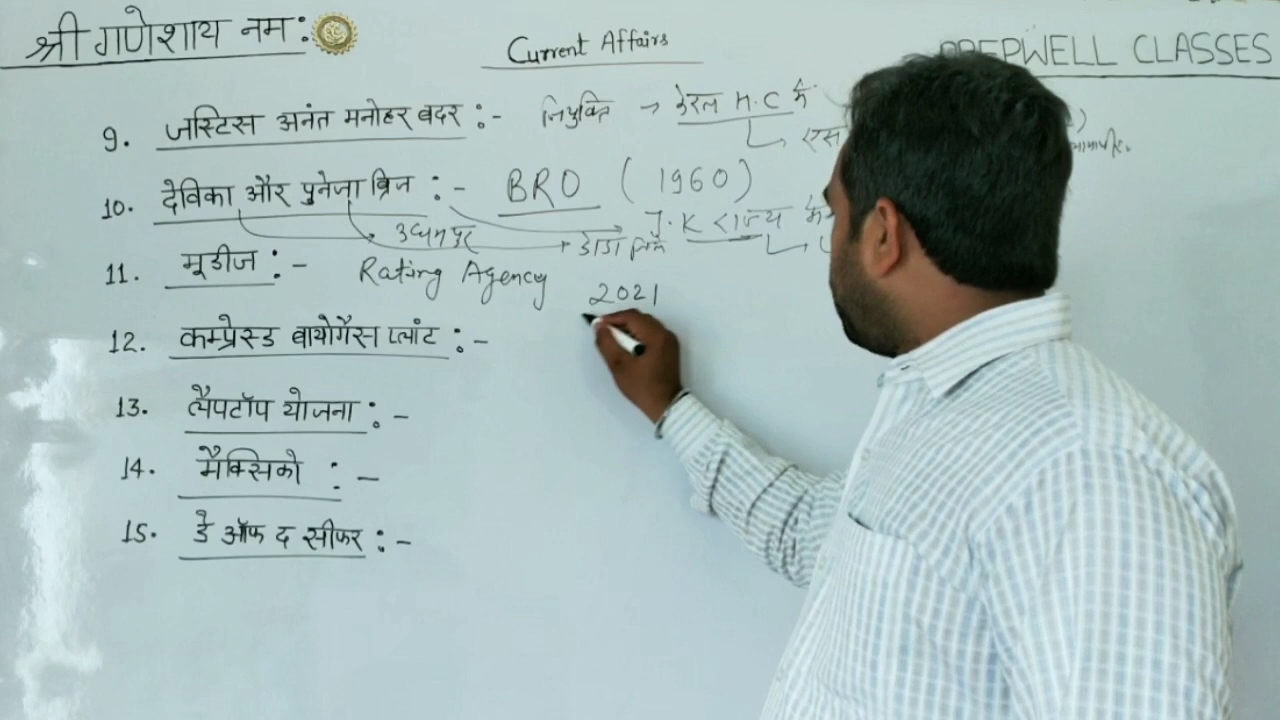 श्री गणेशाय नम:
Current Affairs
PREPWELL CLASSES
9. जस्टिस अनंत मनोहर बदर :- नियुक्ति → केरल H.C के
10. देविका और पुनेजा ब्रिज :- BRO (1960)
J.K राज्य के
उधमपुर डोडा जिले
11. मूडीज :- Rating Agency 2021
12. कम्प्रेस्ड बायोगैस प्लांट :-
13. लैपटॉप योजना :-
14. मैक्सिको :-
15. डे ऑफ द सीफर :-